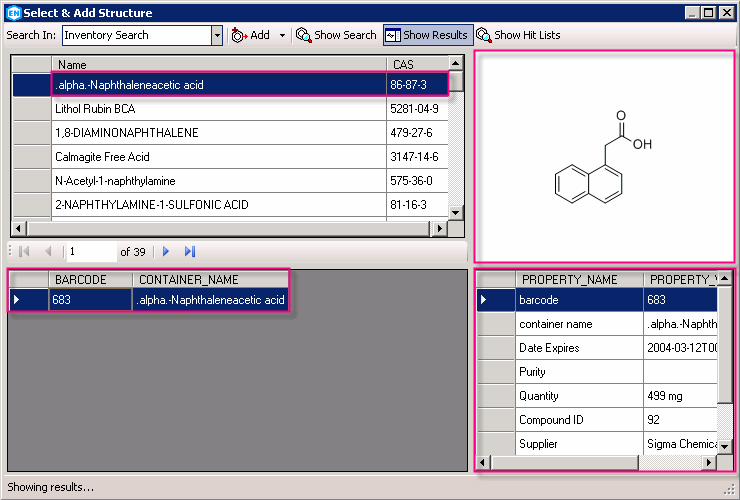 EN Select & Add Structure
Search In: Inventory Search Add Show Search Show Results Show Hit Lists
Name CAS
.alpha.-Naphthaleneacetic acid 86-87-3
Lithol Rubin BCA 5281-04-9
1,8-DIAMINONAPHTHALENE 479-27-6
Calmagite Free Acid 3147-14-6
N-Acetyl-1-naphthylamine 575-36-0
2-NAPHTHYLAMINE-1-SULFONIC ACID 81-16-3
O
OH
1 of 39
BARCODE CONTAINER_NAME
683 .alpha.-Naphthaleneacetic acid
PROPERTY_NAME PROPERTY_V
barcode 683
container name .alpha.-Naphth
Date Expires 2004-03-12T00
Purity
Quantity 499 mg
Compound ID 92
Supplier Sigma Chemica
Showing results...